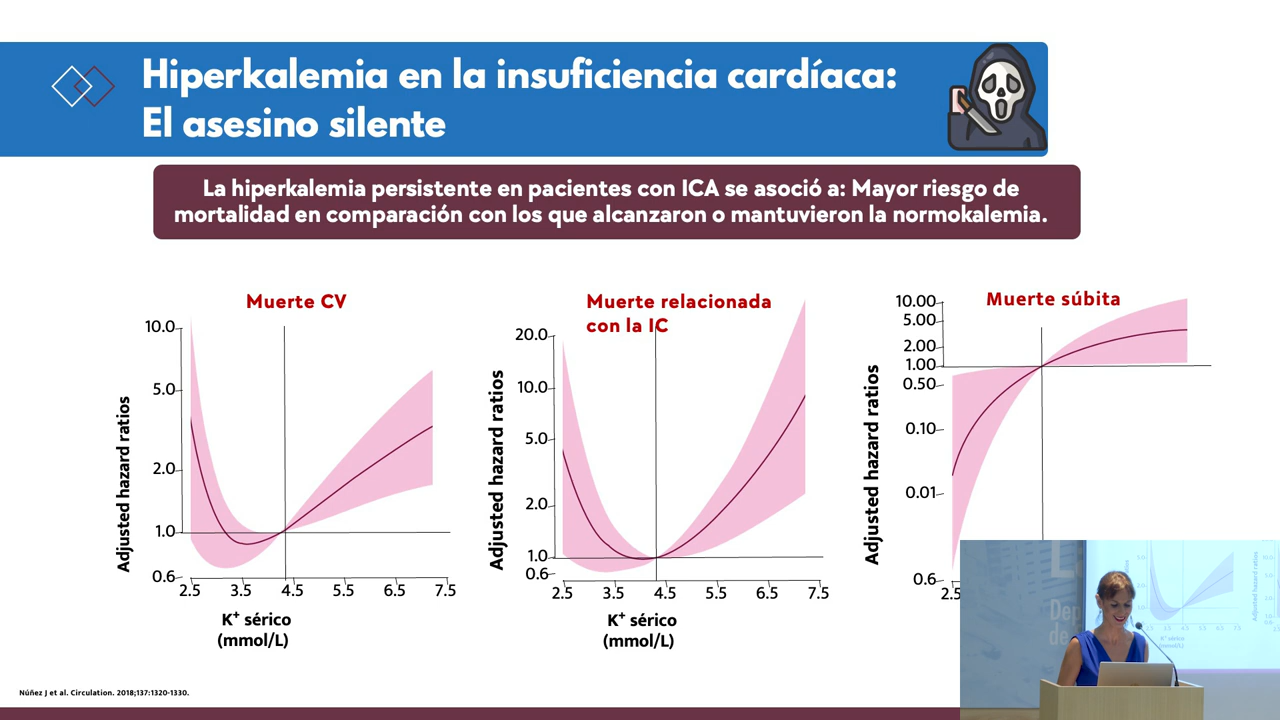 Hiperkalemia en la insuficiencia cardíaca:
El asesino silente
La hiperkalemia persistente en pacientes con ICA se asoció a: Mayor riesgo de
mortalidad en comparación con los que alcanzaron o mantuvieron la normokalemia.
Muerte CV
Adjusted hazard ratios
10.0
5.0
2.0
1.0
0.6
2.5 3.5 4.5 5.5 6.5 7.5
K+ sérico
(mmol/L)
Muerte relacionada
con la IC
Adjusted hazard ratios
20.0
10.0
5.0
2.0
1.0
0.6
2.5 3.5 4.5 5.5 6.5 7.5
K+ sérico
(mmol/L)
Muerte súbita
Adjusted hazard ratios
10.00
5.00
2.00
1.00
0.50
0.10
0.01
0.6
2.5
Núñez J et al. Circulation. 2018;137:1320-1330.